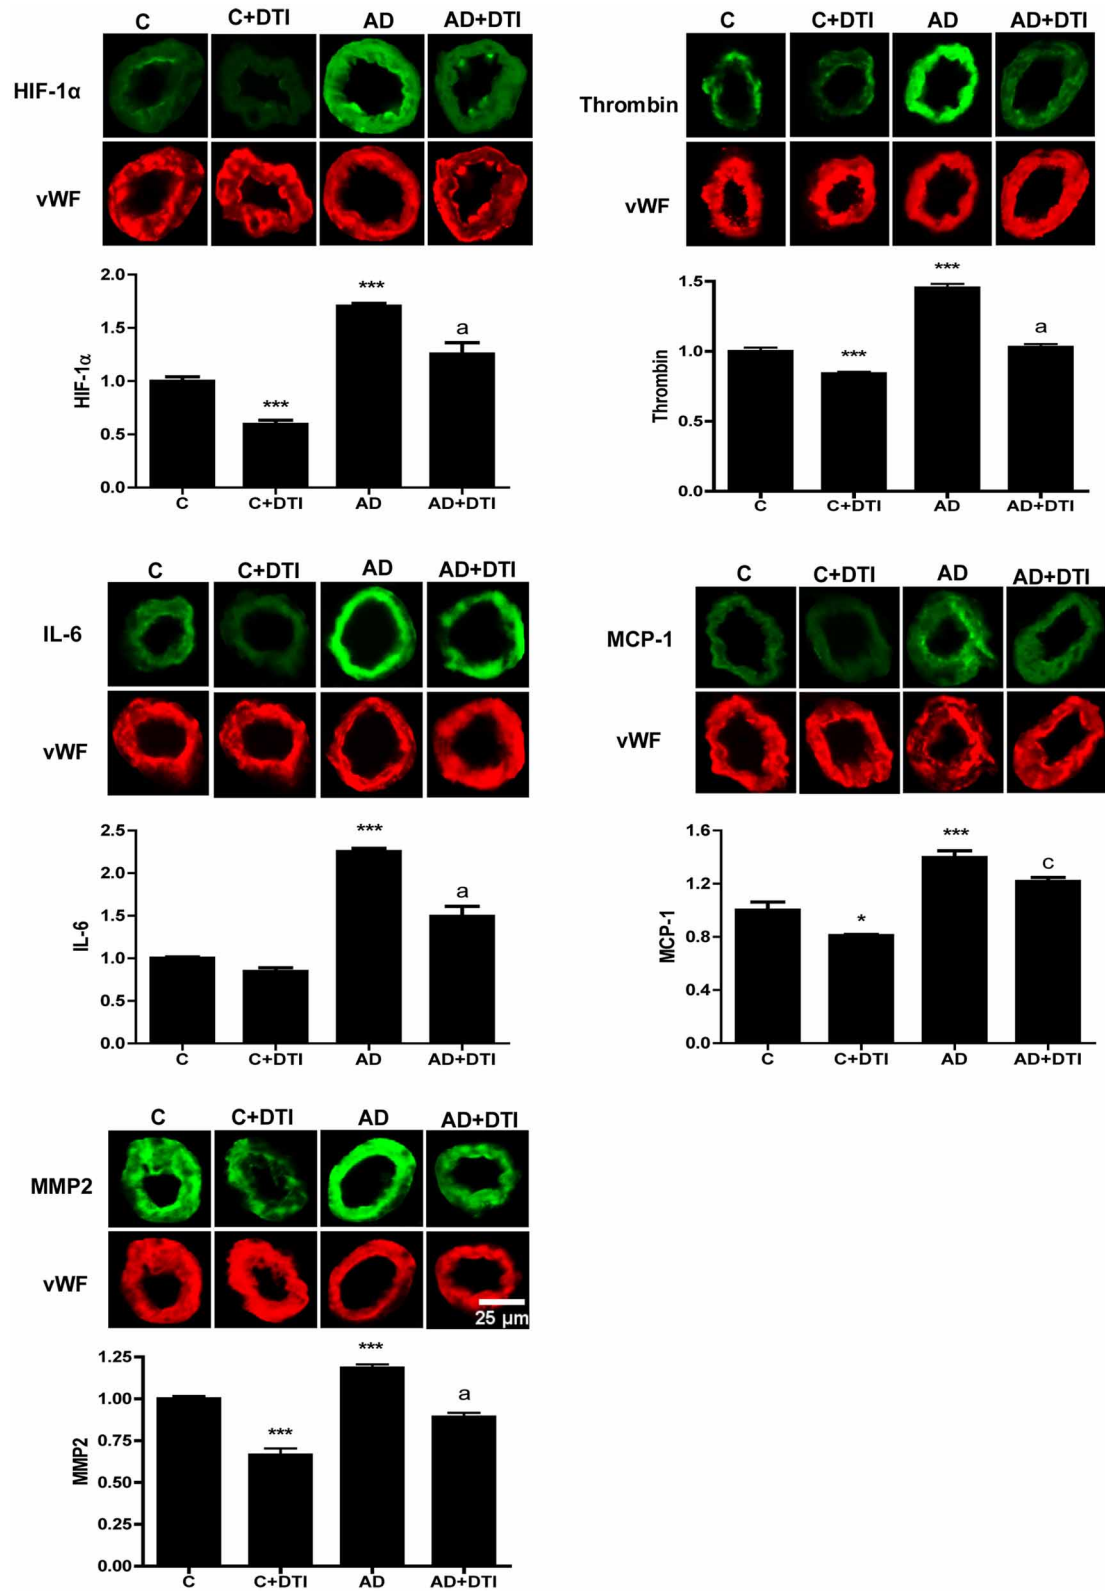 C C+DTI AD AD+DTI
HIF-1α
vWF
2.0
1.5
1.0
0.5
0.0
HIF-1α
***
***
a
C C+DTI AD AD+DTI
C C+DTI AD AD+DTI
Thrombin
vWF
1.5
1.0
0.5
0.0
Thrombin
***
***
a
C C+DTI AD AD+DTI
C C+DTI AD AD+DTI
IL-6
vWF
2.5
2.0
1.5
1.0
0.5
0.0
IL-6
***
a
C C+DTI AD AD+DTI
C C+DTI AD AD+DTI
MCP-1
vWF
1.6
1.2
0.8
0.4
0.0
MCP-1
*
***
c
C C+DTI AD AD+DTI
C C+DTI AD AD+DTI
MMP2
vWF
25 µm
1.25
1.00
0.75
0.50
0.25
0.00
MMP2
***
***
a
C C+DTI AD AD+DTI